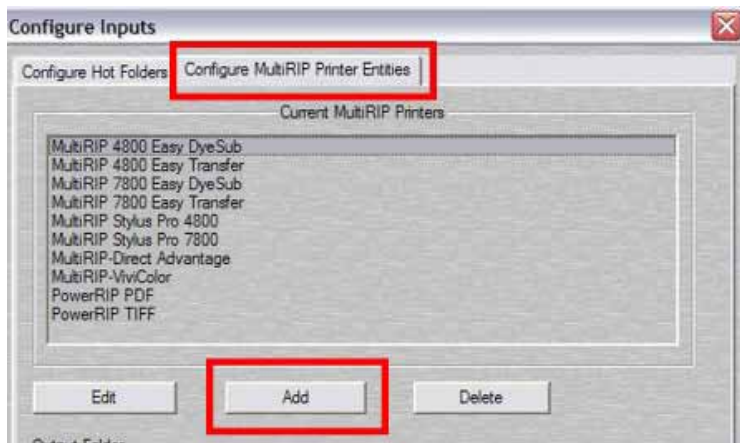 Configure Inputs
Configure Hot Folders Configure MultiRIP Printer Entities
Current MultiRIP Printers
MultiRIP 4800 Easy DyeSub
MultiRIP 4800 Easy Transfer
MultiRIP 7800 Easy DyeSub
MultiRIP 7800 Easy Transfer
MultiRIP Stylus Pro 4800
MultiRIP Stylus Pro 7800
MultiRIP-Direct Advantage
MultiRIP-ViviColor
PowerRIP PDF
PowerRIP TIFF
Edit Add Delete
Output Folder